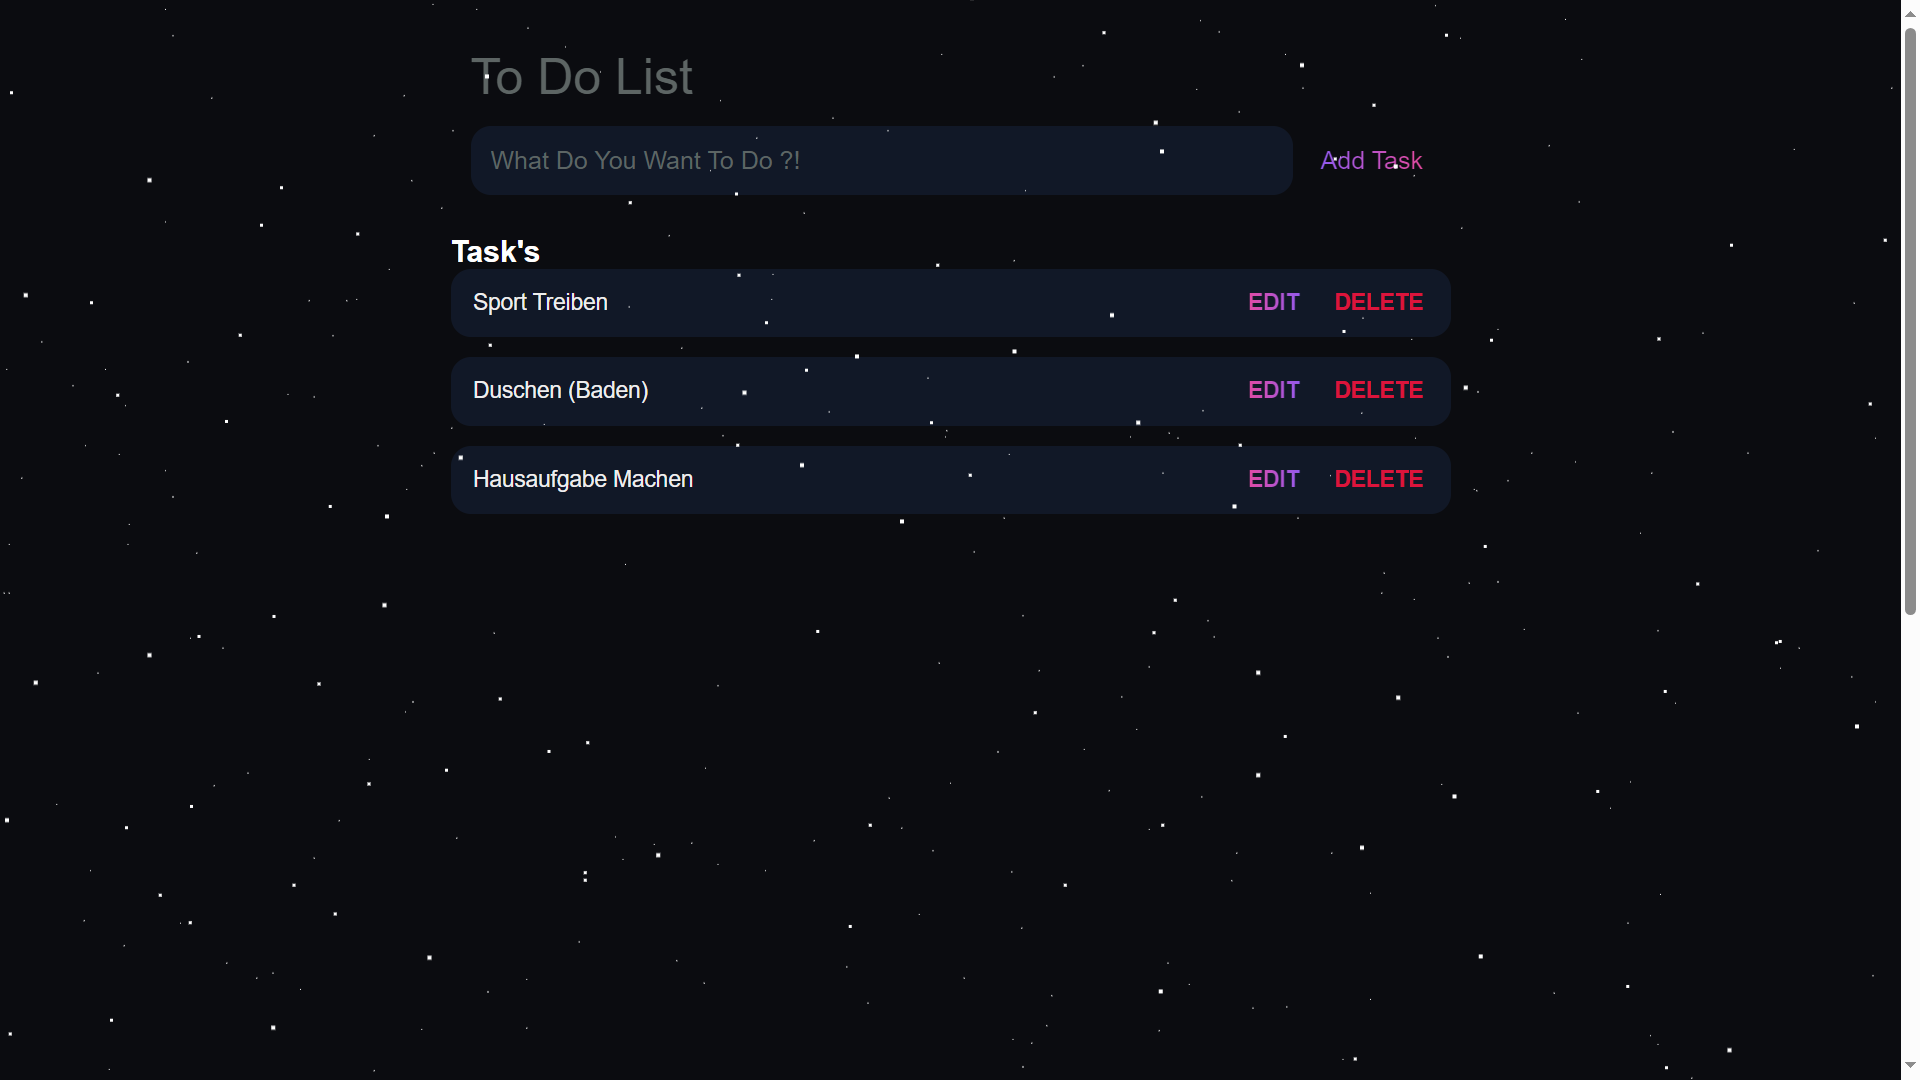 To Do List
What Do You Want To Do ?! Add Task
Task's
Sport Treiben EDIT DELETE
Duschen (Baden) EDIT DELETE
Hausaufgabe Machen EDIT DELETE